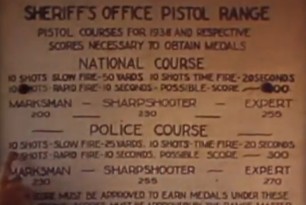 SHERIFF'S OFFICE PISTOL RANGE
PISTOL COURSES FOR 1938 AND RESPECTIVE
SCORES NECESSARY TO OBTAIN MEDALS
NATIONAL COURSE
10 SHOTS SLOW FIRE-50 YARDS. 10 SHOTS TIME FIRE-20 SECONDS
10 SHOTS-RAPID FIRE-10 SECONDS-POSSIBLE-SCORE 300
MARKSMAN — SHARPSHOOTER — EXPERT
200 — 230 — 255
POLICE COURSE
10 SHOTS-SLOW FIRE-25 YARDS. 10 SHOTS-TIME FIRE-20 SECONDS
SHOTS-RAPID FIRE-10 SECONDS. POSSIBLE SCORE — 300
MARKSMAN — SHARPSHOOTER — EXPERT
230 255 270
SCORE MUST BE APPROVED TO EARN MEDALS UNDER THESE